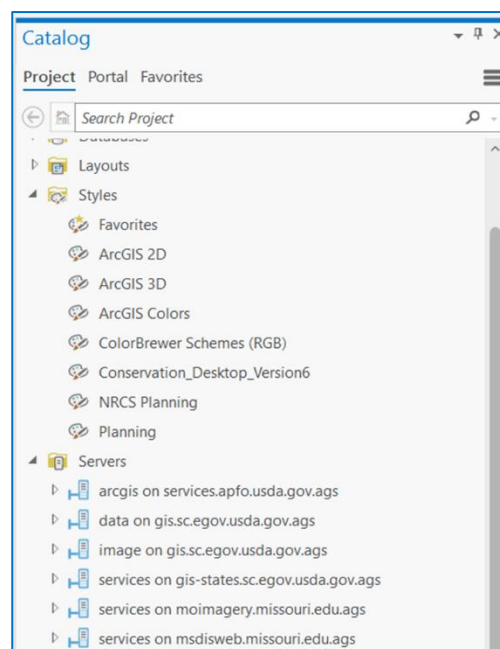 Catalog
Project Portal Favorites
Search Project
Databases
Layouts
Styles
Favorites
ArcGIS 2D
ArcGIS 3D
ArcGIS Colors
ColorBrewer Schemes (RGB)
Conservation_Desktop_Version6
NRCS Planning
Planning
Servers
arcgis on services.apfo.usda.gov.ags
data on gis.sc.egov.usda.gov.ags
image on gis.sc.egov.usda.gov.ags
services on gis-states.sc.egov.usda.gov.ags
services on moimagery.missouri.edu.ags
services on msdisweb.missouri.edu.ags